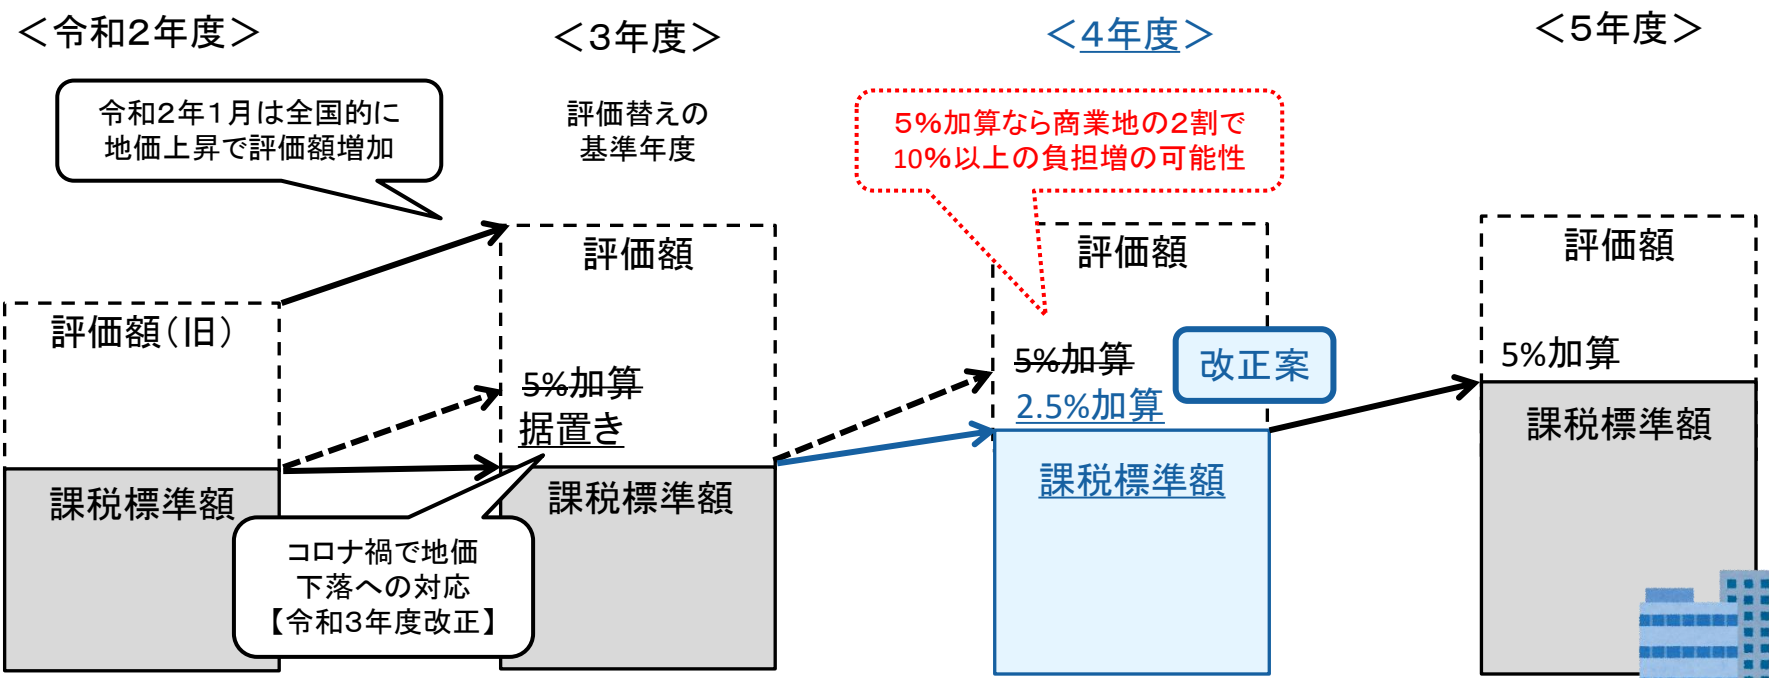 ＜令和２年度＞
＜３年度＞
＜４年度＞
＜５年度＞
令和２年１月は全国的に
地価上昇で評価額増加
評価替えの
基準年度
５％加算なら商業地の２割で
10％以上の負担増の可能性
評価額（旧）
課税標準額
評価額
5%加算
据置き
課税標準額
コロナ禍で地価
下落への対応
【令和３年度改正】
評価額
5%加算
2.5%加算
改正案
課税標準額
評価額
5%加算
課税標準額